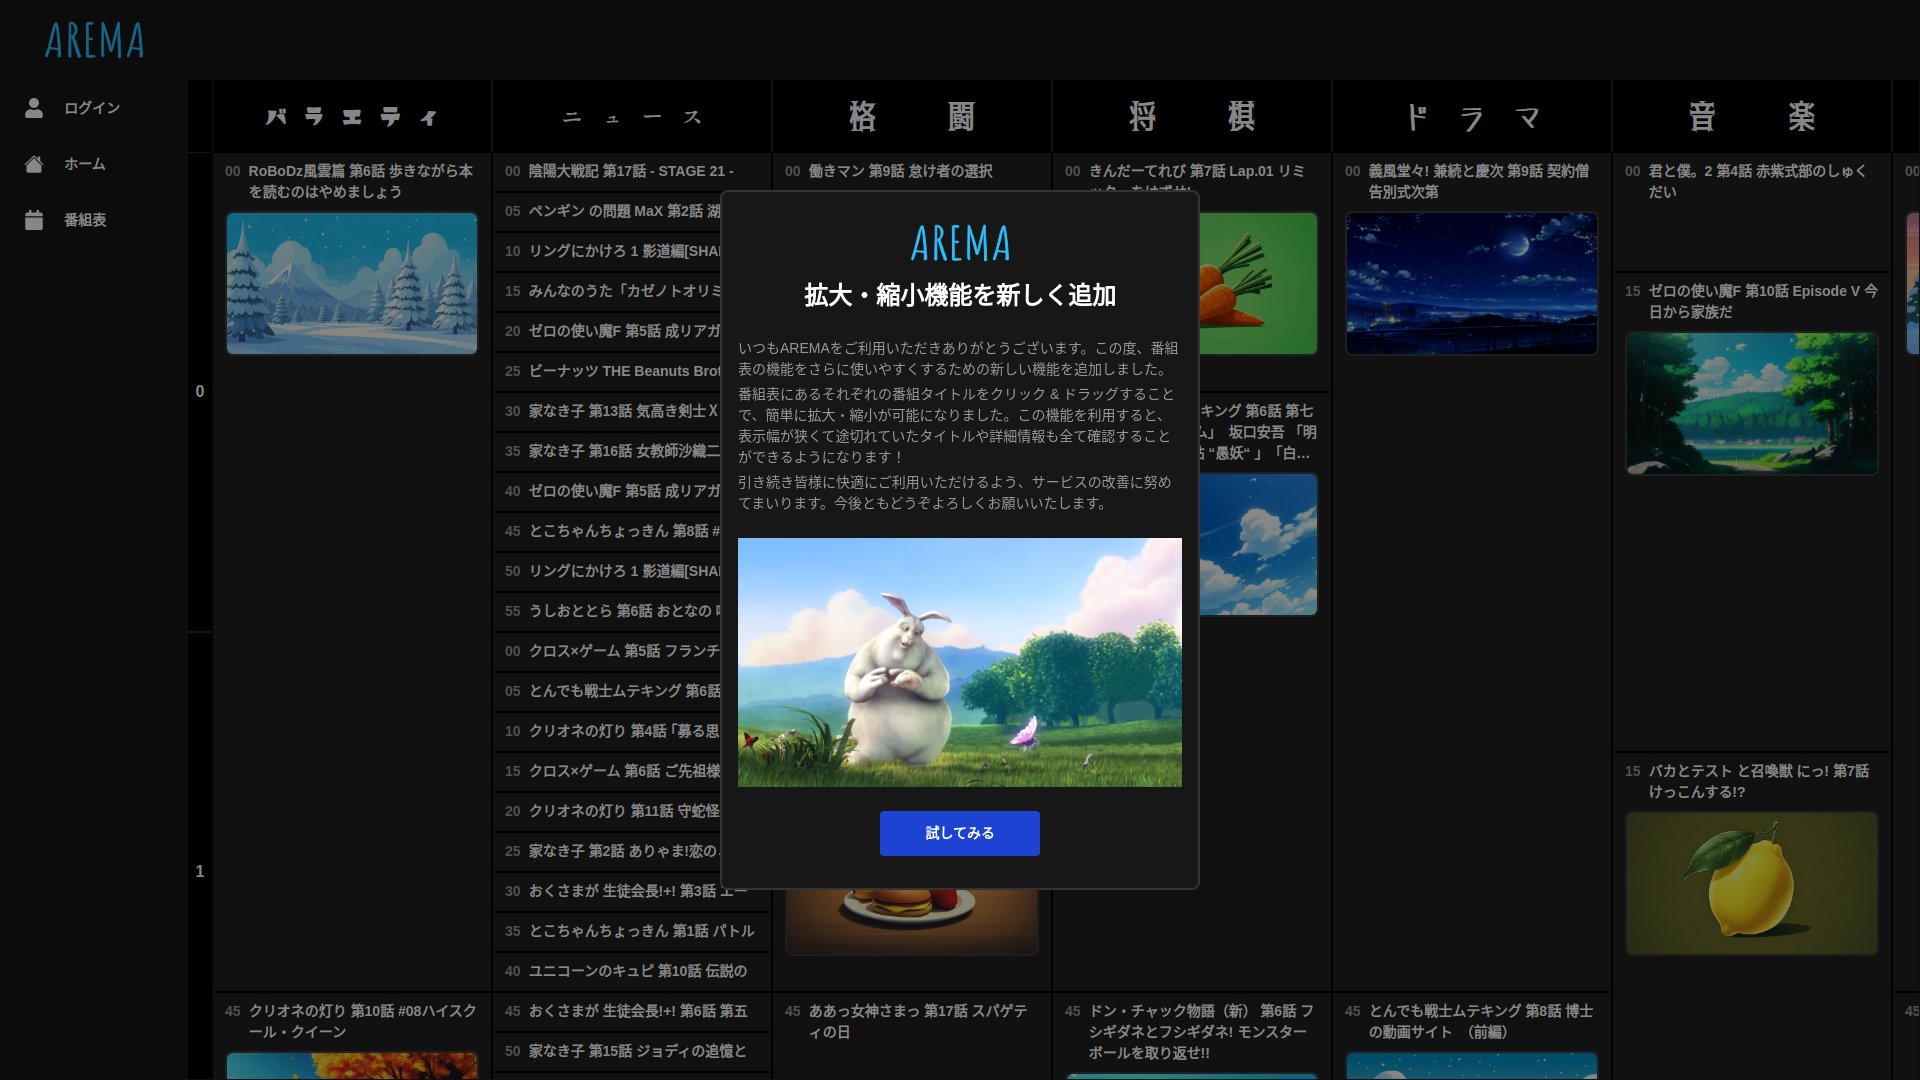 AREMA
ログイン
ホーム
番組表
バラエティ
ニュース
格闘
将棋
ドラマ
音楽
0
1
00 RoBoDz風雲篇 第6話 歩きながら本
を読むのはやめましょう
45 クリオネの灯り 第10話 #08ハイスク
ール・クイーン
00 陰陽大戦記 第17話 - STAGE 21 -
05 ペンギン の問題 MaX 第2話 湖
10 リングにかけろ 1 影道編[SHA
15 みんなのうた「カゼノトオリミ
20 ゼロの使い魔F 第5話 成リアガ
25 ピーナッツ THE Beanuts Brot
30 家なき子 第13話 気高き剣士Ⅹ
35 家なき子 第16話 女教師沙織二
40 ゼロの使い魔F 第5話 成リアガ
45 とこちゃんちょっきん 第8話 #
50 リングにかけろ 1 影道編[SHA
55 うしおととら 第6話 おとなの
00 クロス×ゲーム 第5話 フランチ
05 とんでも戦士ムテキング 第6話
10 クリオネの灯り 第4話「募る思
15 クロス×ゲーム 第6話 ご先祖様
20 クリオネの灯り 第11話 守蛇怪
25 家なき子 第2話 ありゃま!恋の
30 おくさまが 生徒会長!+! 第3話 エー
35 とこちゃんちょっきん 第1話 パトル
40 ユニコーンのキュピ 第10話 伝説の
45 おくさまが 生徒会長!+! 第6話 第五
50 家なき子 第15話 ジョディの追憶と
00 働きマン 第9話 怠け者の選択
45 ああっ女神さまっ 第17話 スパゲテ
ィの日
00 きんだーてれび 第7話 Lap.01 リミ
キング 第6話 第七
ム」 坂口安吾 「明
“愚妖“ 」「白…
45 ドン・チャック物語（新） 第6話 フ
シギダネとフシギダネ! モンスター
ボールを取り返せ!!
00 義風堂々! 兼続と慶次 第9話 契約僧
告別式次第
45 とんでも戦士ムテキング 第8話 博士
の動画サイト （前編）
00 君と僕。2 第4話 赤紫式部のしゅく
だい
15 ゼロの使い魔F 第10話 Episode V 今
日から家族だ
15 バカとテスト と召喚獣 にっ! 第7話
けっこんする!?
00
45
AREMA
拡大・縮小機能を新しく追加
いつもAREMAをご利用いただきありがとうございます。この度、番組
表の機能をさらに使いやすくするための新しい機能を追加しました。
番組表にあるそれぞれの番組タイトルをクリック & ドラッグすること
で、簡単に拡大・縮小が可能になりました。この機能を利用すると、
表示幅が狭くて途切れていたタイトルや詳細情報も全て確認すること
ができるようになります！
引き続き皆様に快適にご利用いただけるよう、サービスの改善に努め
てまいります。今後ともどうぞよろしくお願いいたします。
試してみる